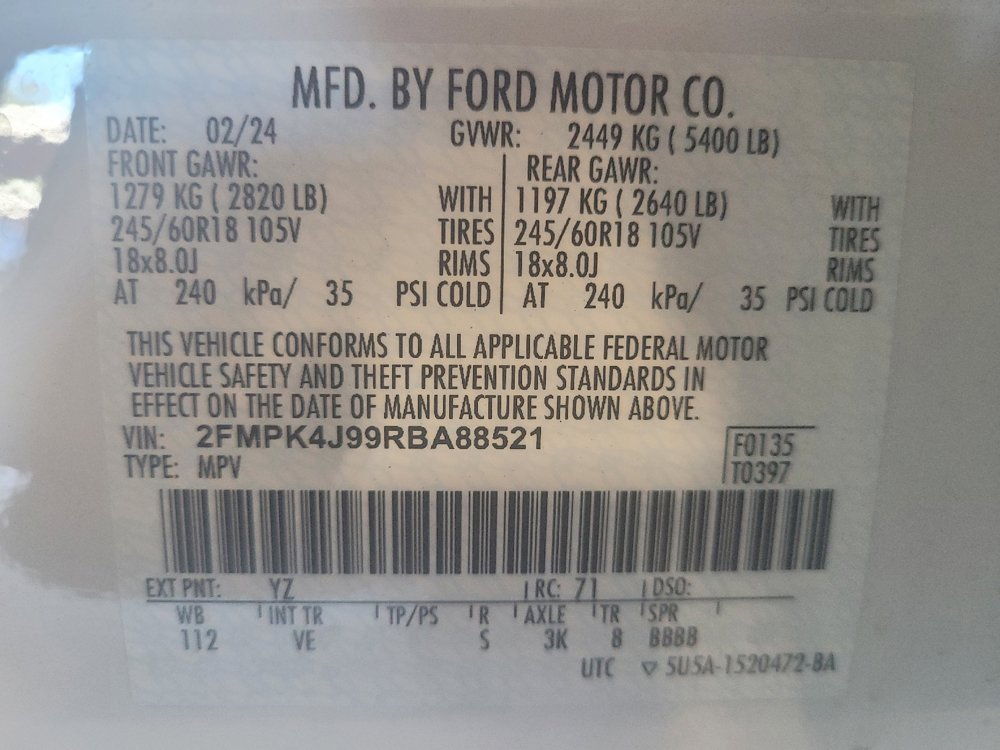 MFD. BY FORD MOTOR CO.
DATE: 02/24 GVWR: 2449 KG ( 5400 LB)
FRONT GAWR: REAR GAWR:
1279 KG ( 2820 LB) WITH 1197 KG ( 2640 LB) WITH
245/60R18 105V TIRES 245/60R18 105V TIRES
18x8.0J RIMS 18x8.0J RIMS
AT 240 kPa/ 35 PSI COLD AT 240 kPa/ 35 PSI COLD
THIS VEHICLE CONFORMS TO ALL APPLICABLE FEDERAL MOTOR
VEHICLE SAFETY AND THEFT PREVENTION STANDARDS IN
EFFECT ON THE DATE OF MANUFACTURE SHOWN ABOVE.
VIN: 2FMPK4J99RBA88521 F0135
TYPE: MPV T0397
EXT PNT: YZ RC: 71 DSO:
WB INT TR TP/PS R AXLE TR SPR
112 VE S 3K 8 BBBB
UTC ▽ 5U5A-1520472-BA